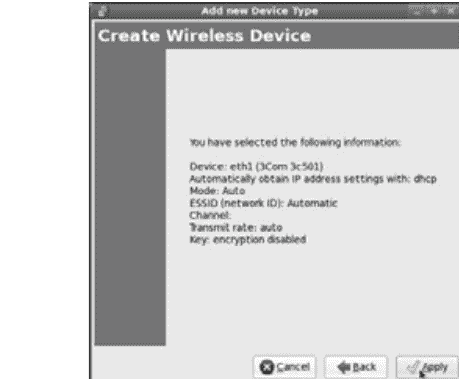 Add new Device Type
Create Wireless Device
You have selected the following information:
Device: eth1 (3Com 3c501)
Automatically obtain IP address settings with: dhcp
Mode: Auto
ESSID (network ID): Automatic
Channel:
Transmit rate: auto
Key: encryption disabled
Cancel
Back
Apply